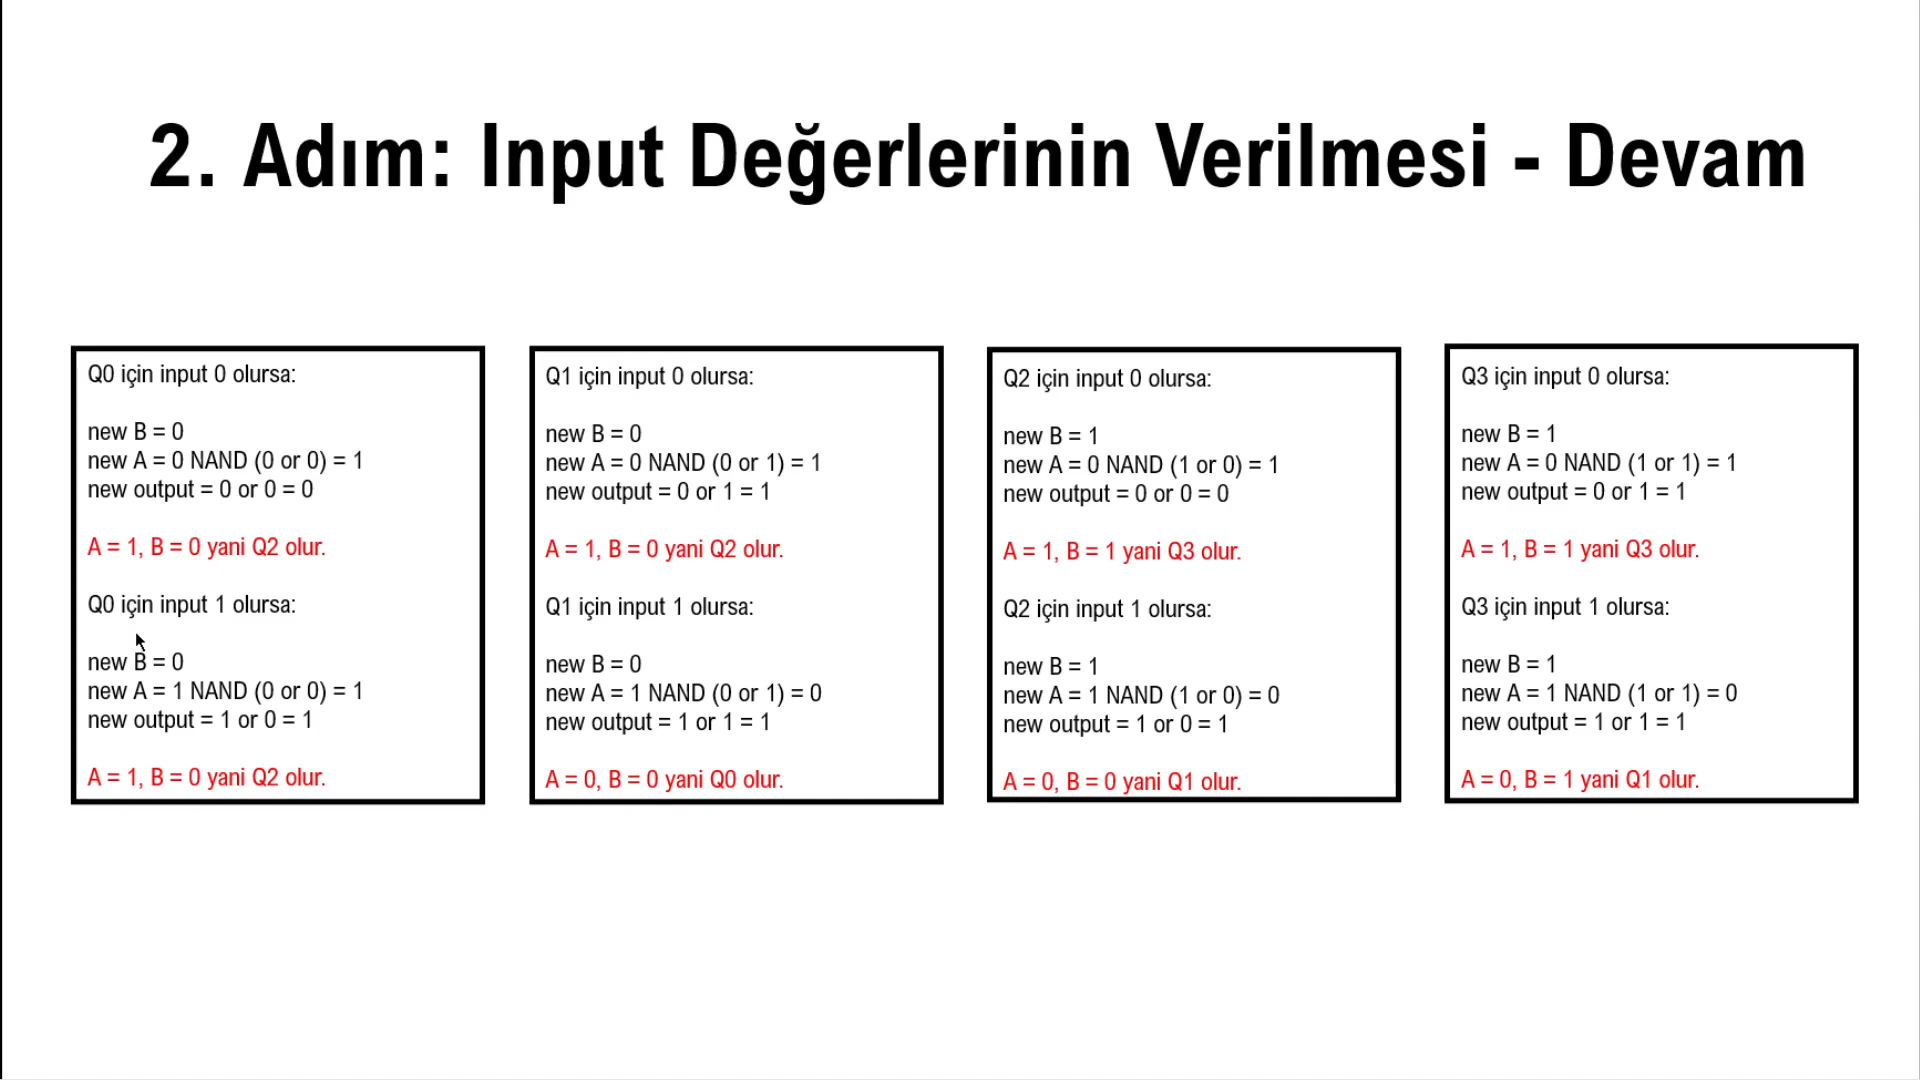 2. Adım: Input Değerlerinin Verilmesi - Devam
Q0 için input 0 olursa:
new B = 0
new A = 0 NAND (0 or 0) = 1
new output = 0 or 0 = 0
A = 1, B = 0 yani Q2 olur.
Q0 için input 1 olursa:
new B = 0
new A = 1 NAND (0 or 0) = 1
new output = 1 or 0 = 1
A = 1, B = 0 yani Q2 olur.
Q1 için input 0 olursa:
new B = 0
new A = 0 NAND (0 or 1) = 1
new output = 0 or 1 = 1
A = 1, B = 0 yani Q2 olur.
Q1 için input 1 olursa:
new B = 0
new A = 1 NAND (0 or 1) = 0
new output = 1 or 1 = 1
A = 0, B = 0 yani Q0 olur.
Q2 için input 0 olursa:
new B = 1
new A = 0 NAND (1 or 0) = 1
new output = 0 or 0 = 0
A = 1, B = 1 yani Q3 olur.
Q2 için input 1 olursa:
new B = 1
new A = 1 NAND (1 or 0) = 0
new output = 1 or 0 = 1
A = 0, B = 0 yani Q1 olur.
Q3 için input 0 olursa:
new B = 1
new A = 0 NAND (1 or 1) = 1
new output = 0 or 1 = 1
A = 1, B = 1 yani Q3 olur.
Q3 için input 1 olursa:
new B = 1
new A = 1 NAND (1 or 1) = 0
new output = 1 or 1 = 1
A = 0, B = 1 yani Q1 olur.